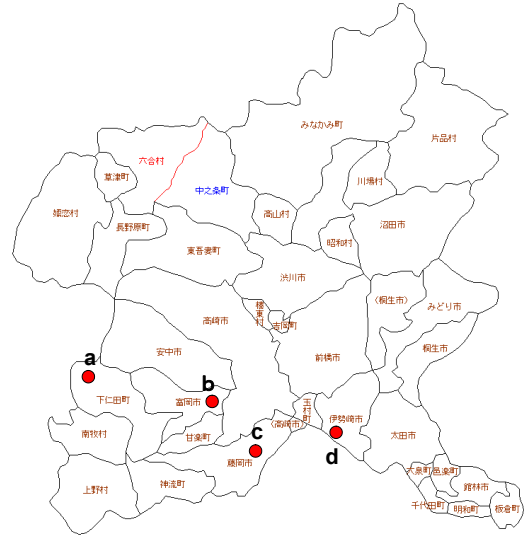 みなかみ町
片品村
六合村
草津町
川場村
中之条町
嬬恋村
高山村
長野原町
沼田市
昭和村
東吾妻町
渋川市
(桐生市)
みどり市
榛東村
吉岡町
高崎市
桐生市
安中市
前橋市
a
b
下仁田町
富岡市
玉村町
伊勢崎市
(高崎市)
南牧村
甘楽町
c
d
太田市
藤岡市
大泉町
邑楽町
上野村
神流町
館林市
千代田町
明和町
板倉町